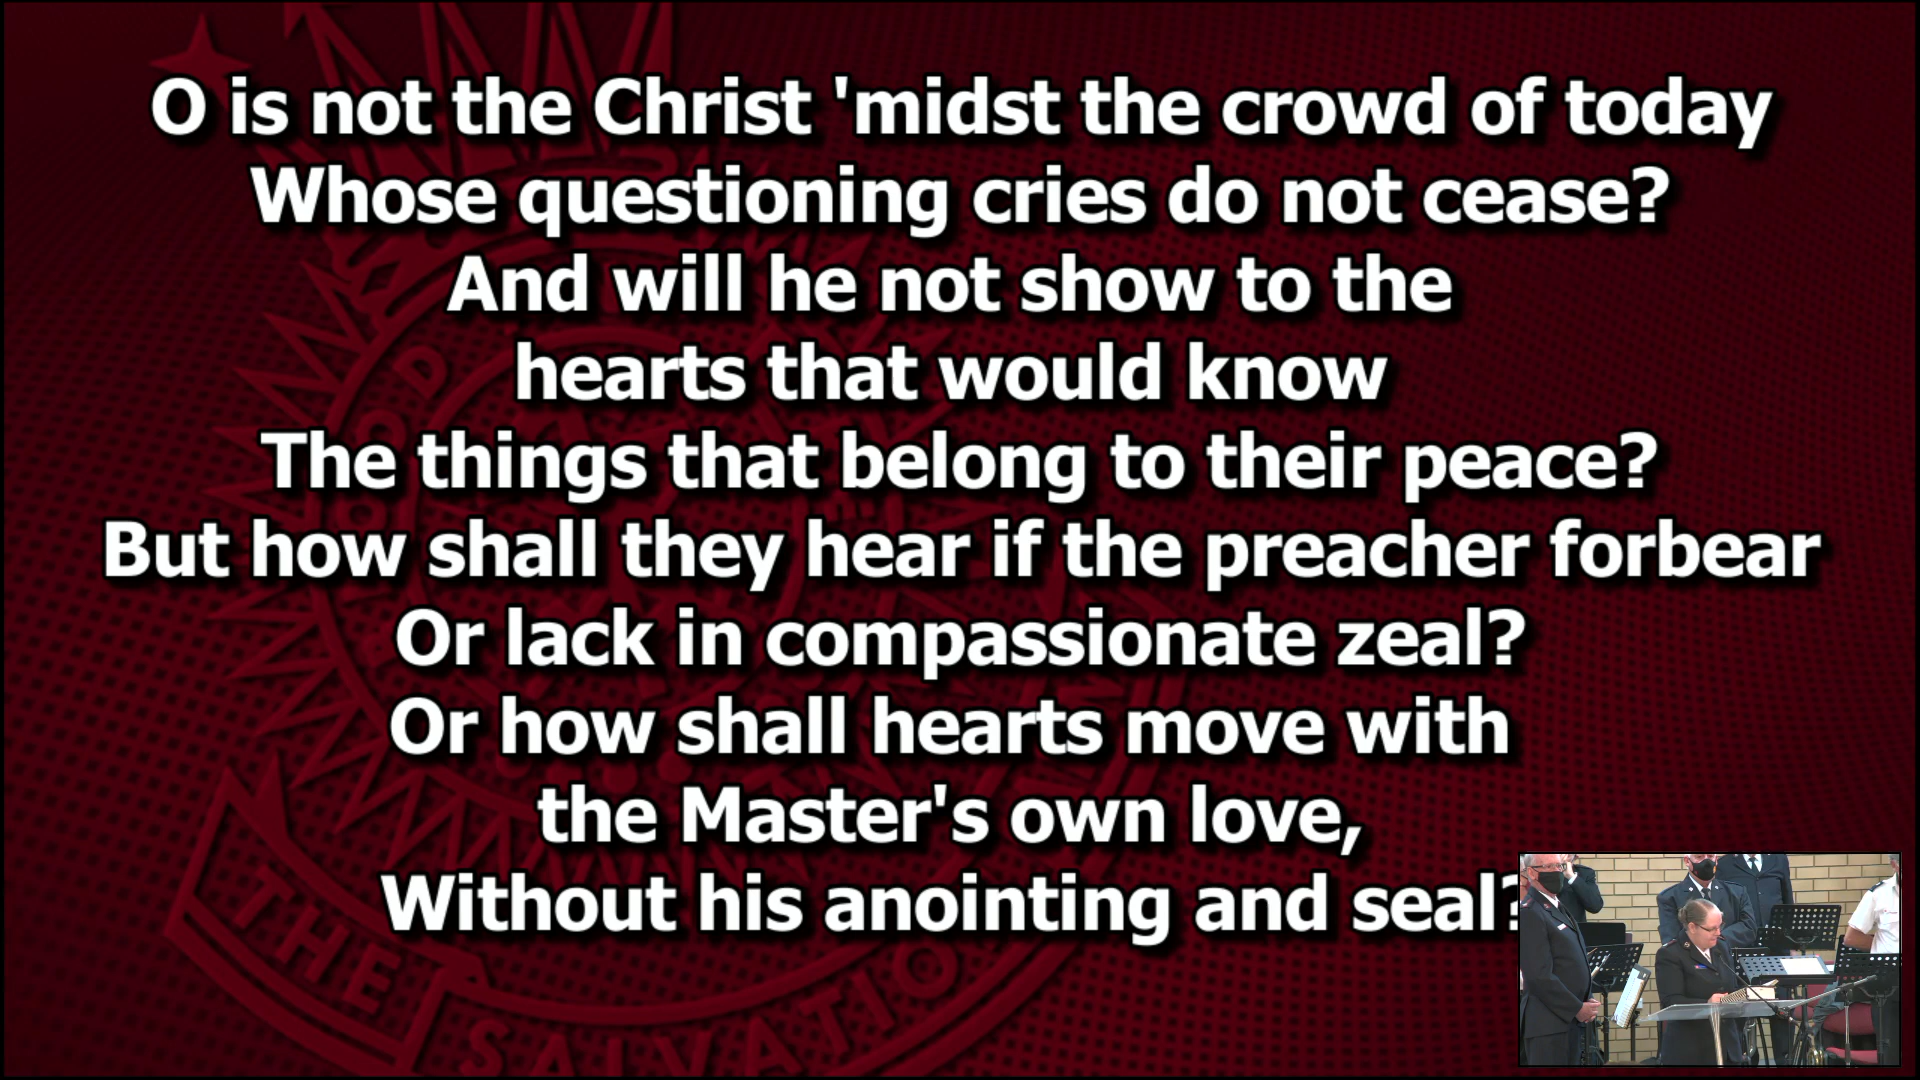 O is not the Christ 'midst the crowd of today
Whose questioning cries do not cease?
And will he not show to the
hearts that would know
The things that belong to their peace?
But how shall they hear if the preacher forbear
Or lack in compassionate zeal?
Or how shall hearts move with
the Master's own love,
Without his anointing and seal?
THE
SALVATIO